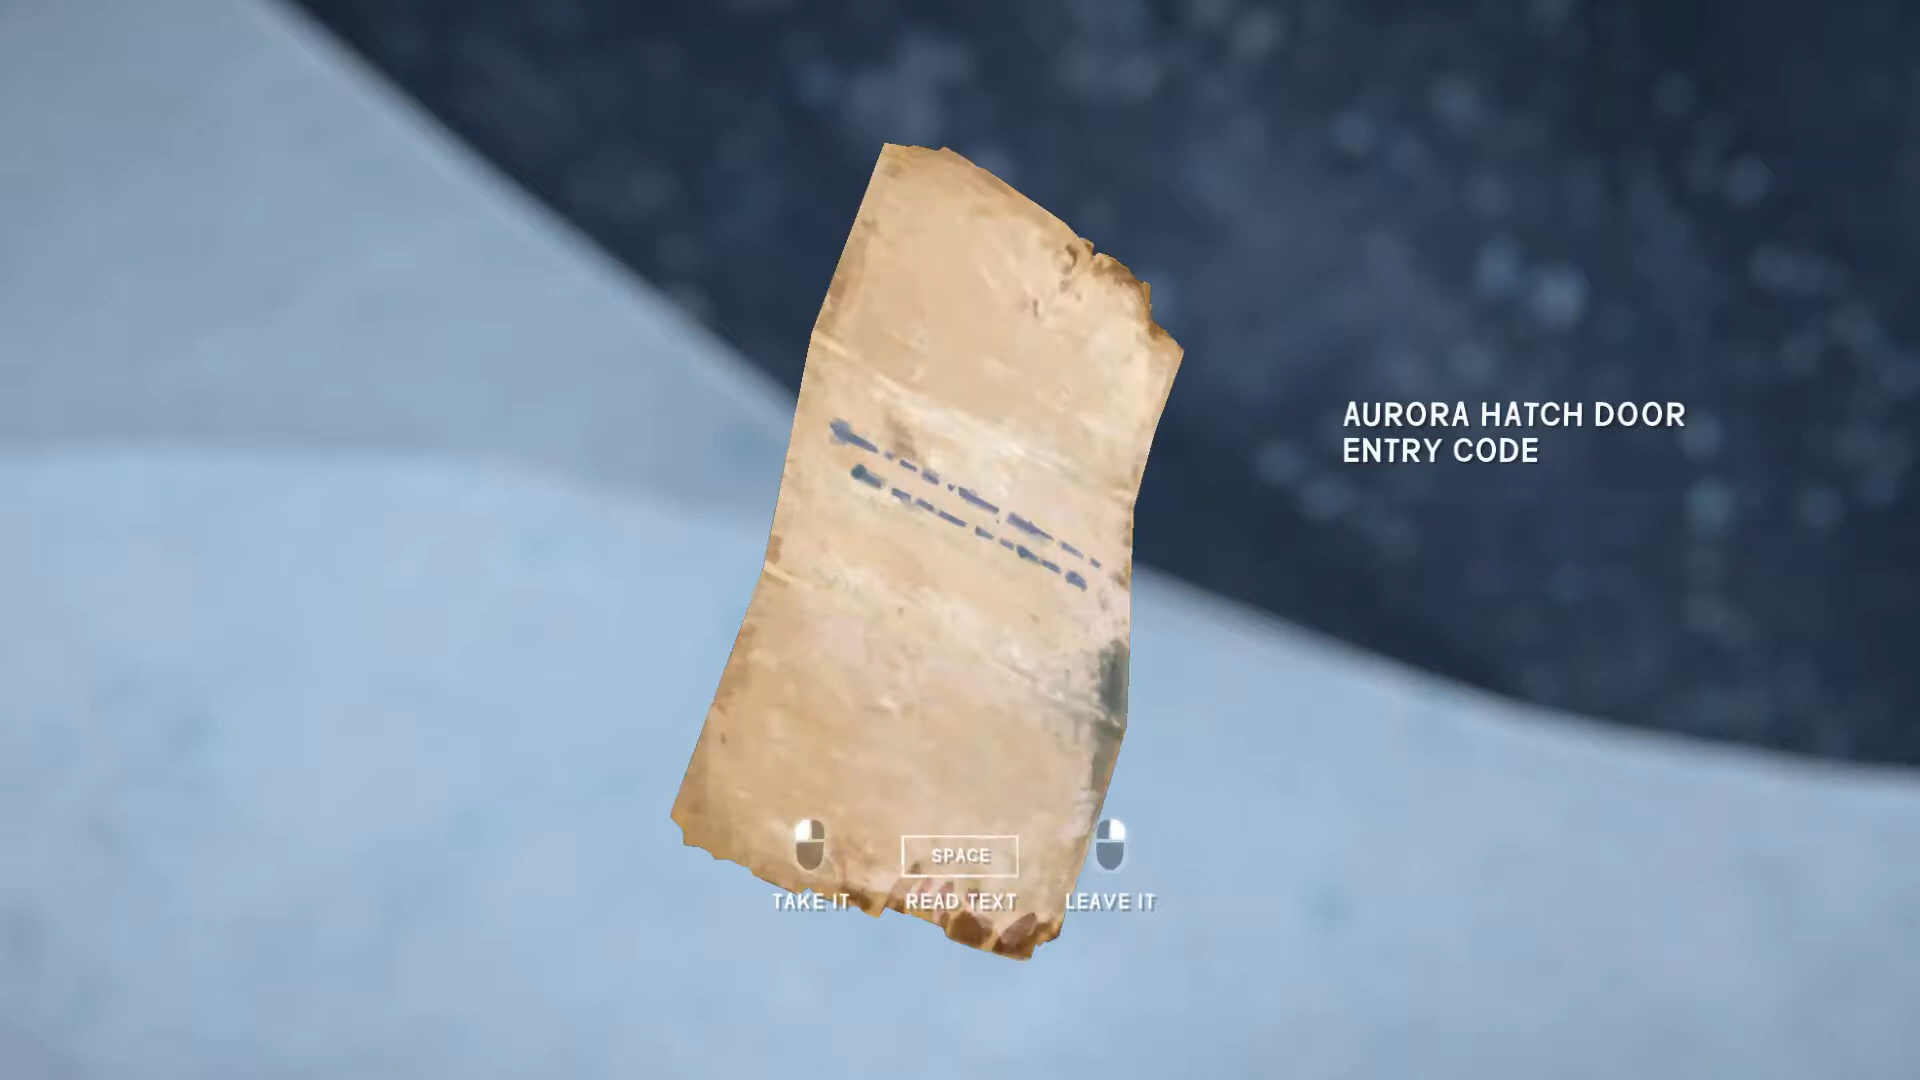 AURORA HATCH DOOR
ENTRY CODE
SPACE
TAKE IT
READ TEXT
LEAVE IT